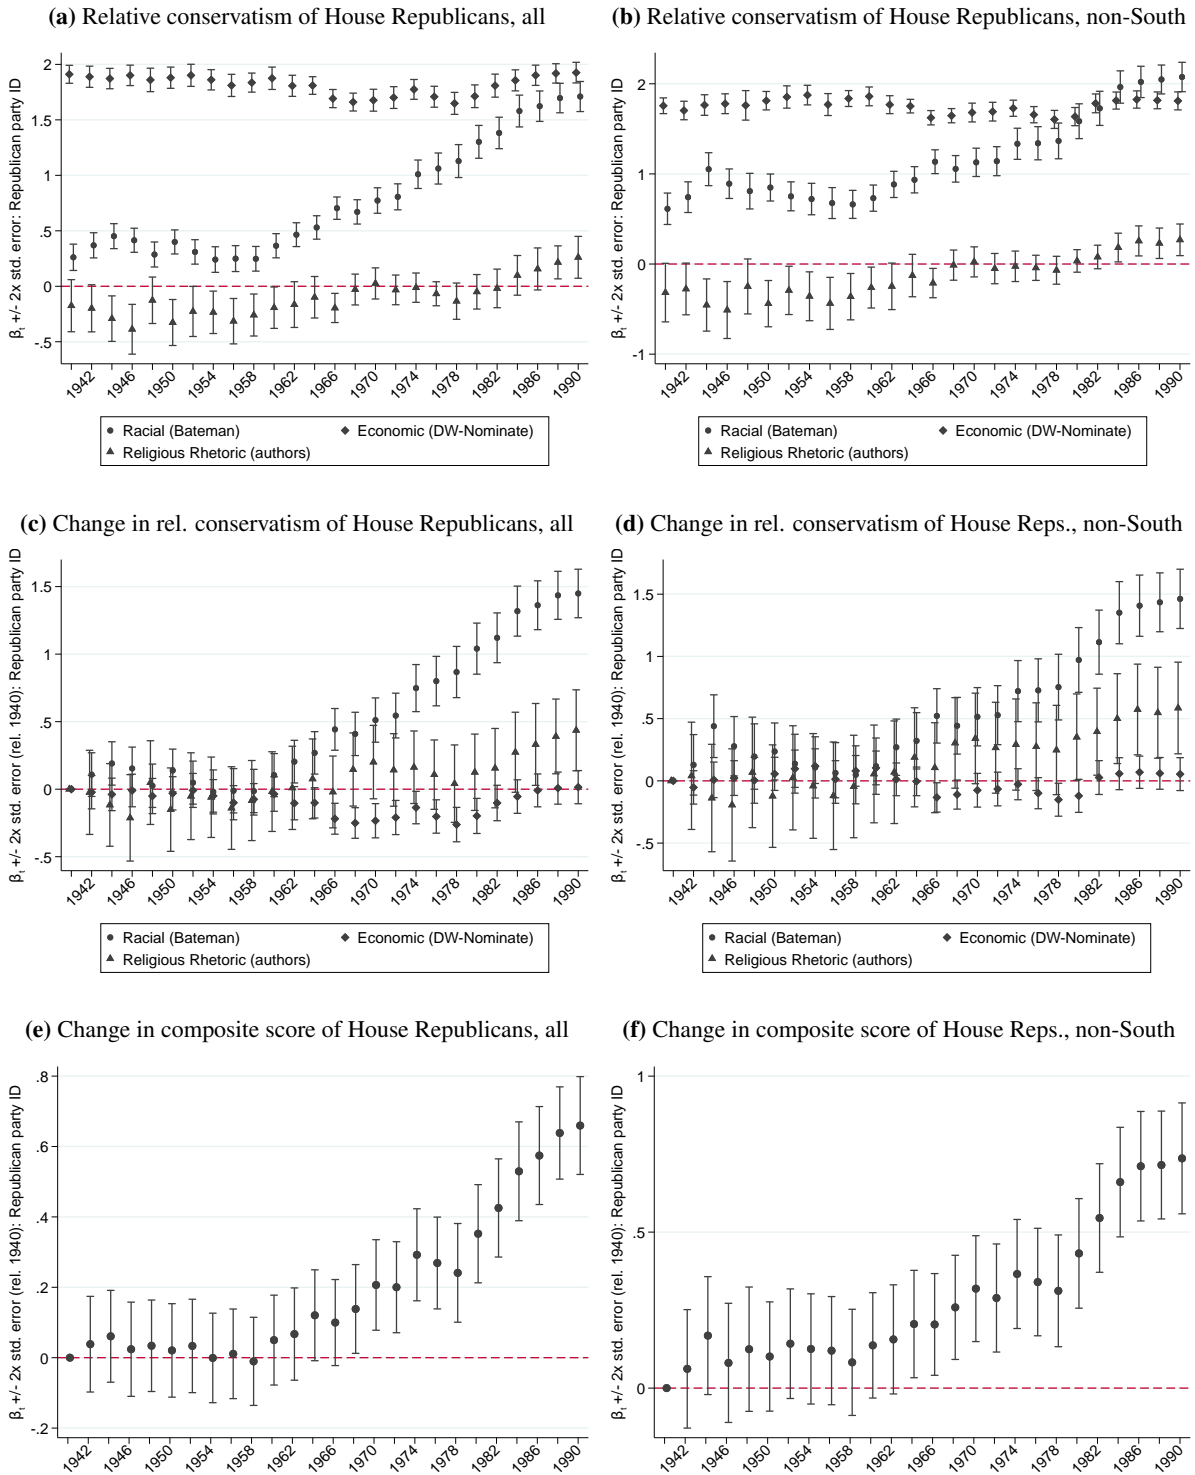 (a) Relative conservatism of House Republicans, all
β_t +/- 2x std. error: Republican party ID
2
1.5
1
.5
0
-.5
1942 1946 1950 1954 1958 1962 1966 1970 1974 1978 1982 1986 1990
Racial (Bateman) Economic (DW-Nominate)
Religious Rhetoric (authors)
(b) Relative conservatism of House Republicans, non-South
β_t +/- 2x std. error: Republican party ID
2
1
0
-1
1942 1946 1950 1954 1958 1962 1966 1970 1974 1978 1982 1986 1990
Racial (Bateman) Economic (DW-Nominate)
Religious Rhetoric (authors)
(c) Change in rel. conservatism of House Republicans, all
β_t +/- 2x std. error (rel. 1940): Republican party ID
1.5
1
.5
0
-.5
1942 1946 1950 1954 1958 1962 1966 1970 1974 1978 1982 1986 1990
Racial (Bateman) Economic (DW-Nominate)
Religious Rhetoric (authors)
(d) Change in rel. conservatism of House Reps., non-South
β_t +/- 2x std. error (rel. 1940): Republican party ID
1.5
1
.5
0
-.5
1942 1946 1950 1954 1958 1962 1966 1970 1974 1978 1982 1986 1990
Racial (Bateman) Economic (DW-Nominate)
Religious Rhetoric (authors)
(e) Change in composite score of House Republicans, all
β_t +/- 2x std. error (rel. 1940): Republican party ID
.8
.6
.4
.2
0
-.2
1942 1946 1950 1954 1958 1962 1966 1970 1974 1978 1982 1986 1990
(f) Change in composite score of House Reps., non-South
β_t +/- 2x std. error (rel. 1940): Republican party ID
1
.5
0
1942 1946 1950 1954 1958 1962 1966 1970 1974 1978 1982 1986 1990